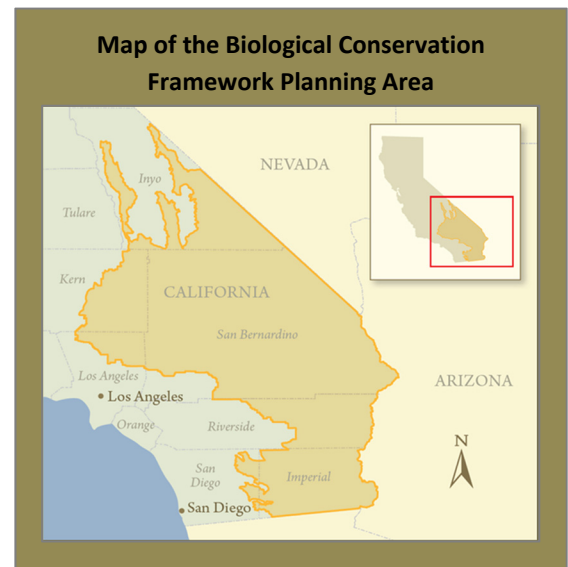 Map of the Biological Conservation
Framework Planning Area
NEVADA
Inyo
Tulare
Kern
CALIFORNIA
San Bernardino
Los Angeles
Los Angeles
ARIZONA
Orange
Riverside
N
San
Diego
Imperial
San Diego